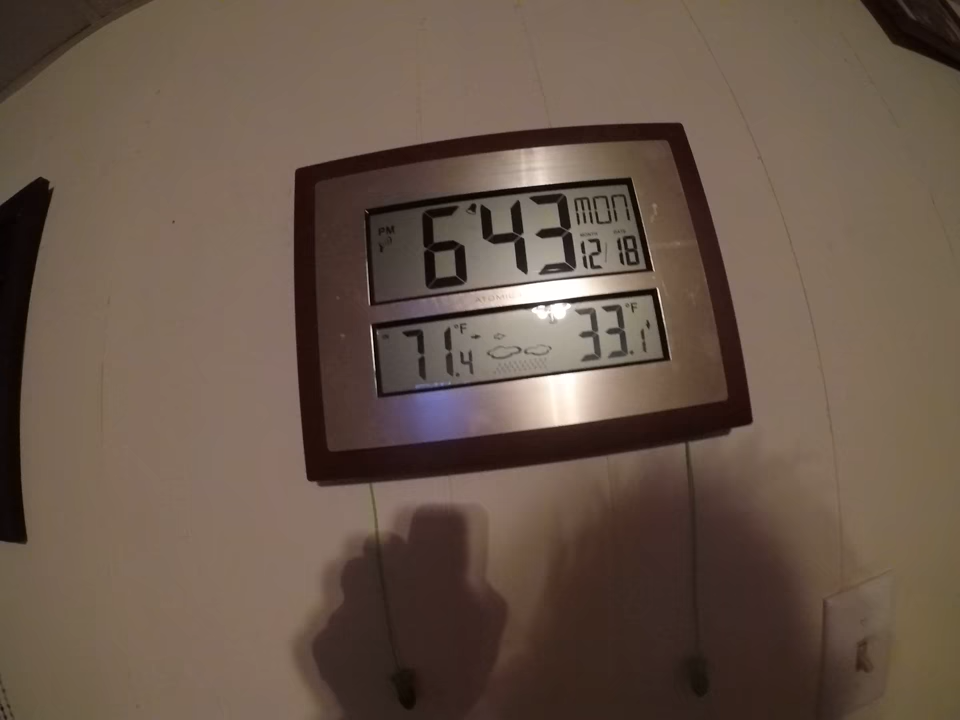 PM 6:43 MON
MONTH DATE
12/18
ATOMIC
71.4 °F 33.1 °F